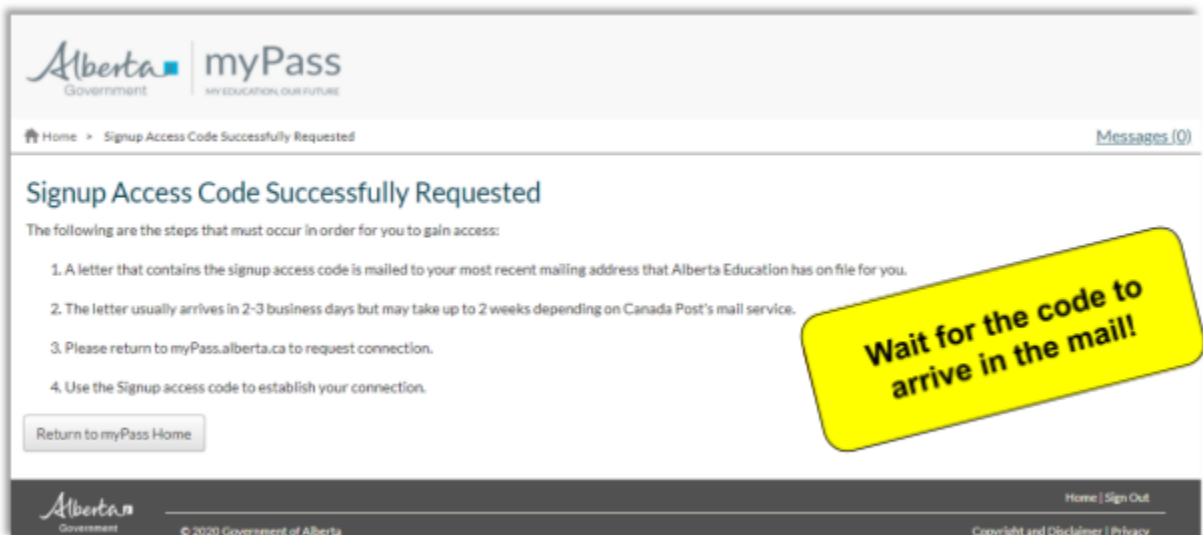 Alberta Government
myPass
MY EDUCATION, OUR FUTURE
Home > Signup Access Code Successfully Requested
Messages (0)
Signup Access Code Successfully Requested
The following are the steps that must occur in order for you to gain access:
1. A letter that contains the signup access code is mailed to your most recent mailing address that Alberta Education has on file for you.
2. The letter usually arrives in 2-3 business days but may take up to 2 weeks depending on Canada Post's mail service.
3. Please return to myPass.alberta.ca to request connection.
4. Use the Signup access code to establish your connection.
Wait for the code to
arrive in the mail!
Return to myPass Home
Alberta Government
Home | Sign Out
© 2020 Government of Alberta
Copyright and Disclaimer | Privacy